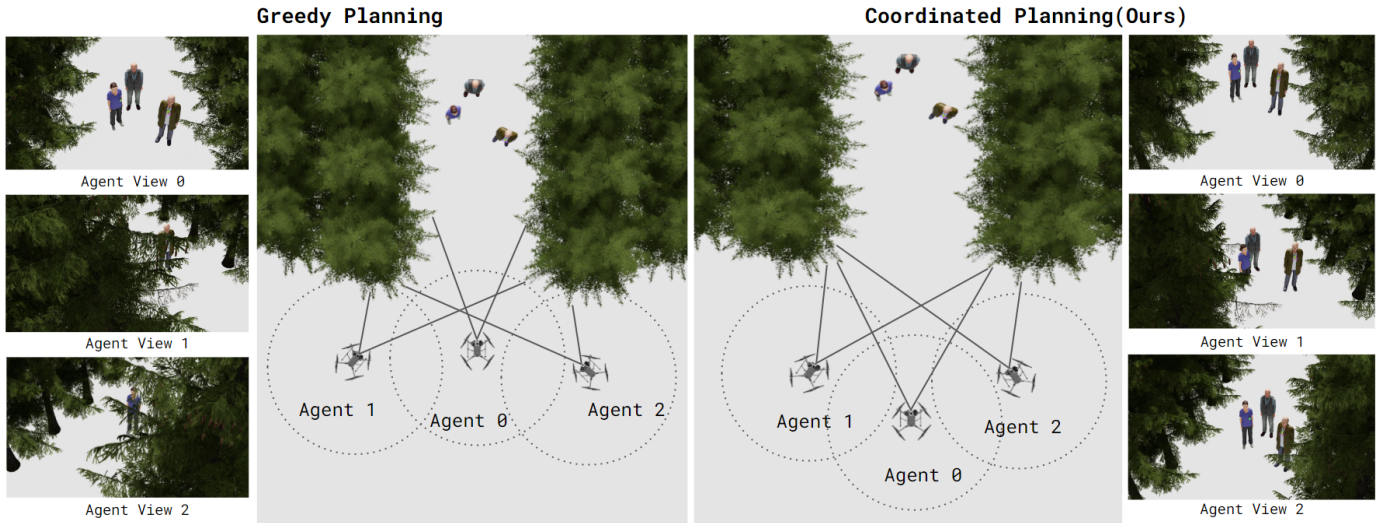 Greedy Planning
Coordinated Planning(Ours)
Agent View 0
Agent View 1
Agent View 2
Agent 1
Agent 0
Agent 2
Agent 1
Agent 2
Agent 0
Agent View 0
Agent View 1
Agent View 2